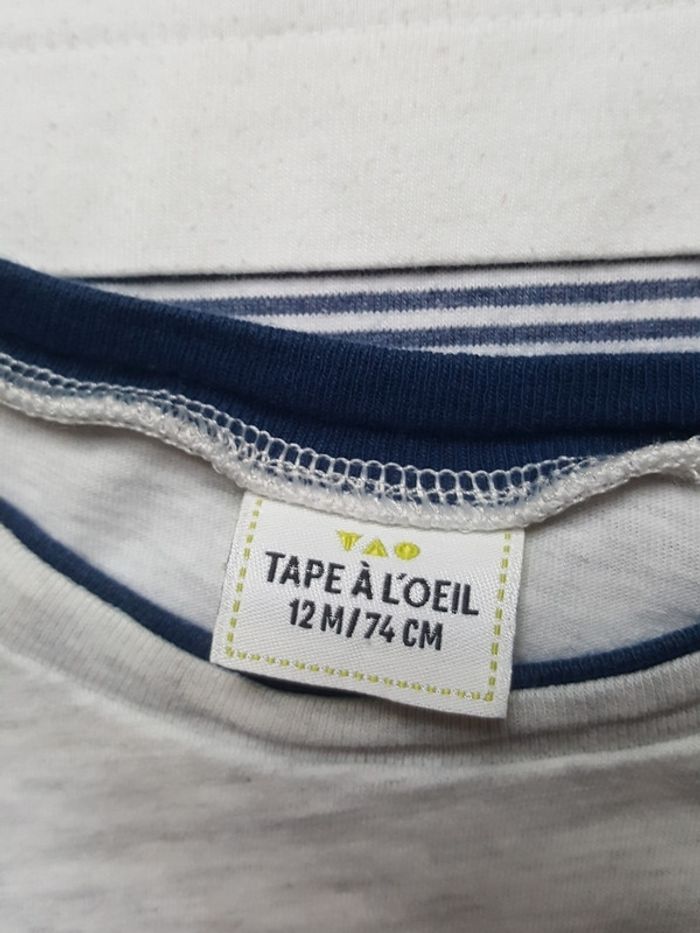 TAO
TAPE À L'OEIL
12 M/74 CM